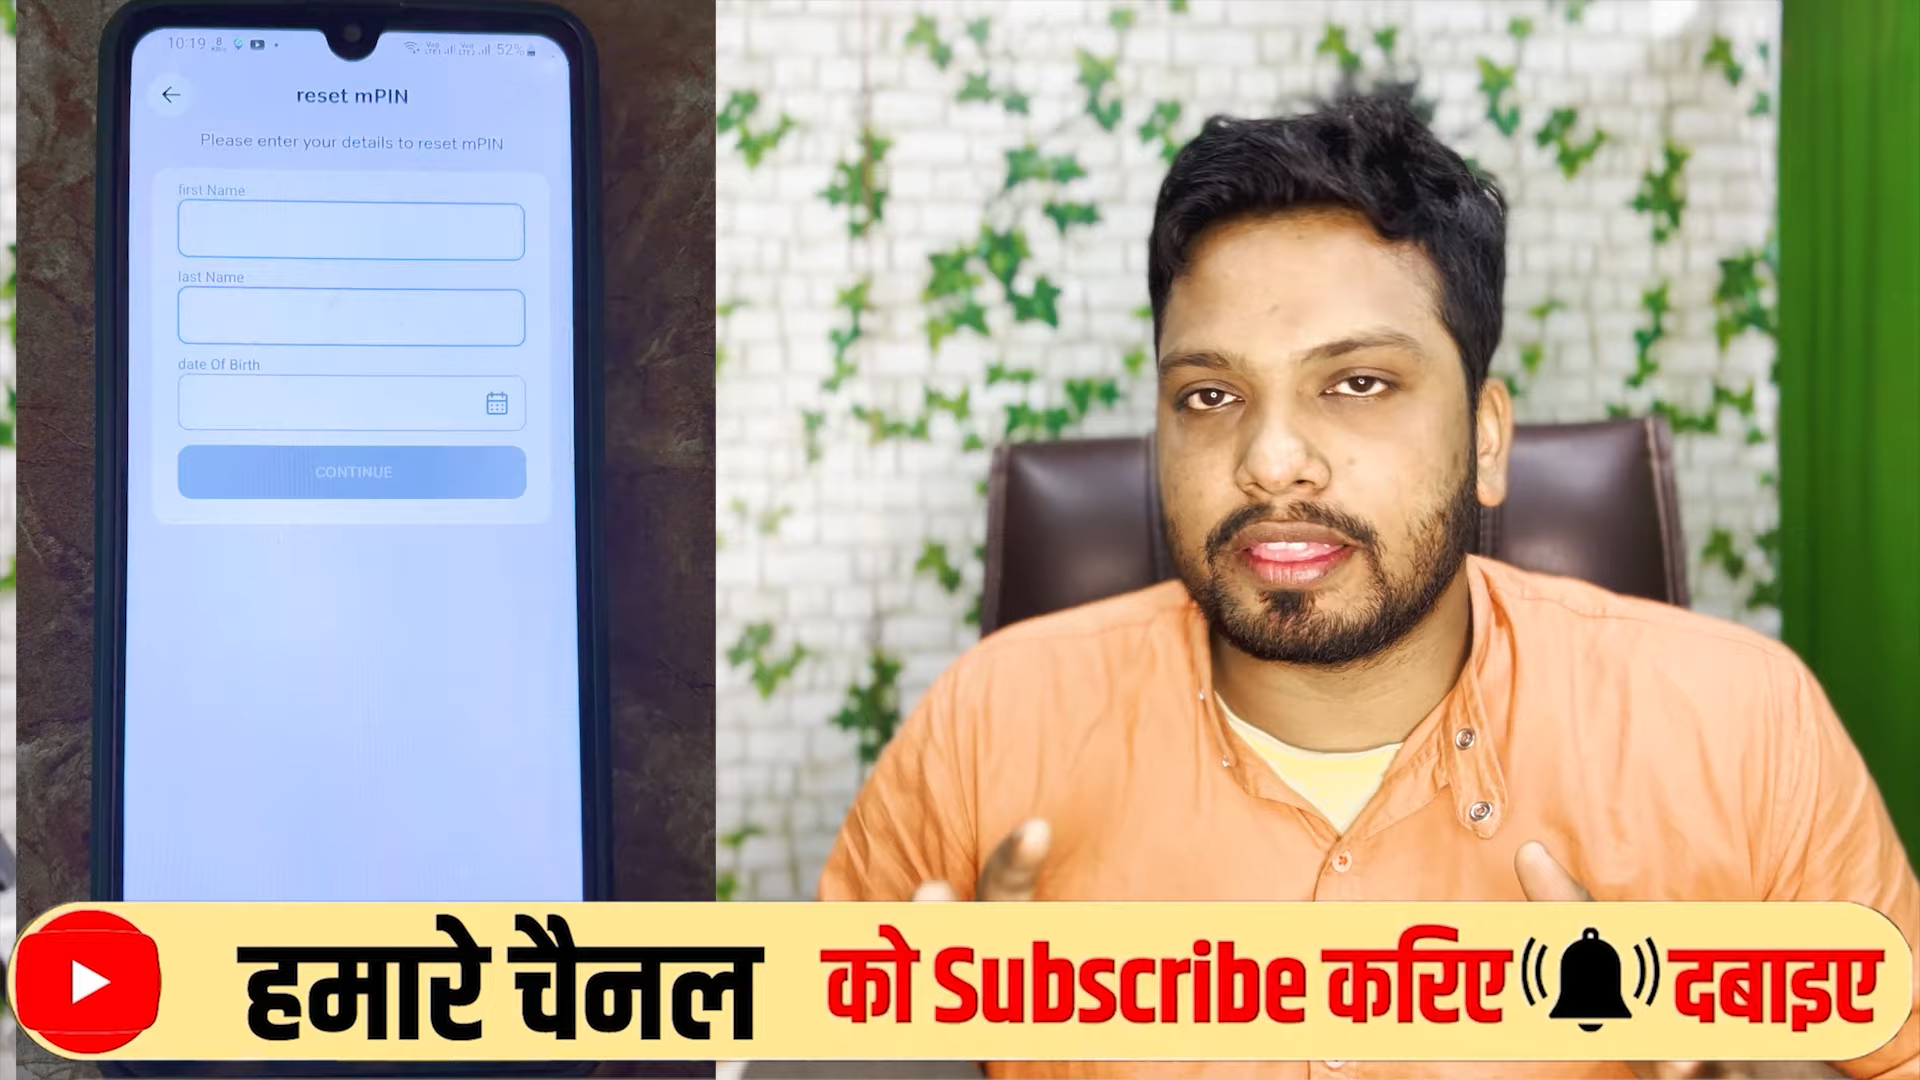 10:19
52%
reset mPIN
Please enter your details to reset mPIN
first Name
last Name
date Of Birth
CONTINUE
हमारे चैनल को Subscribe करिए दबाइए